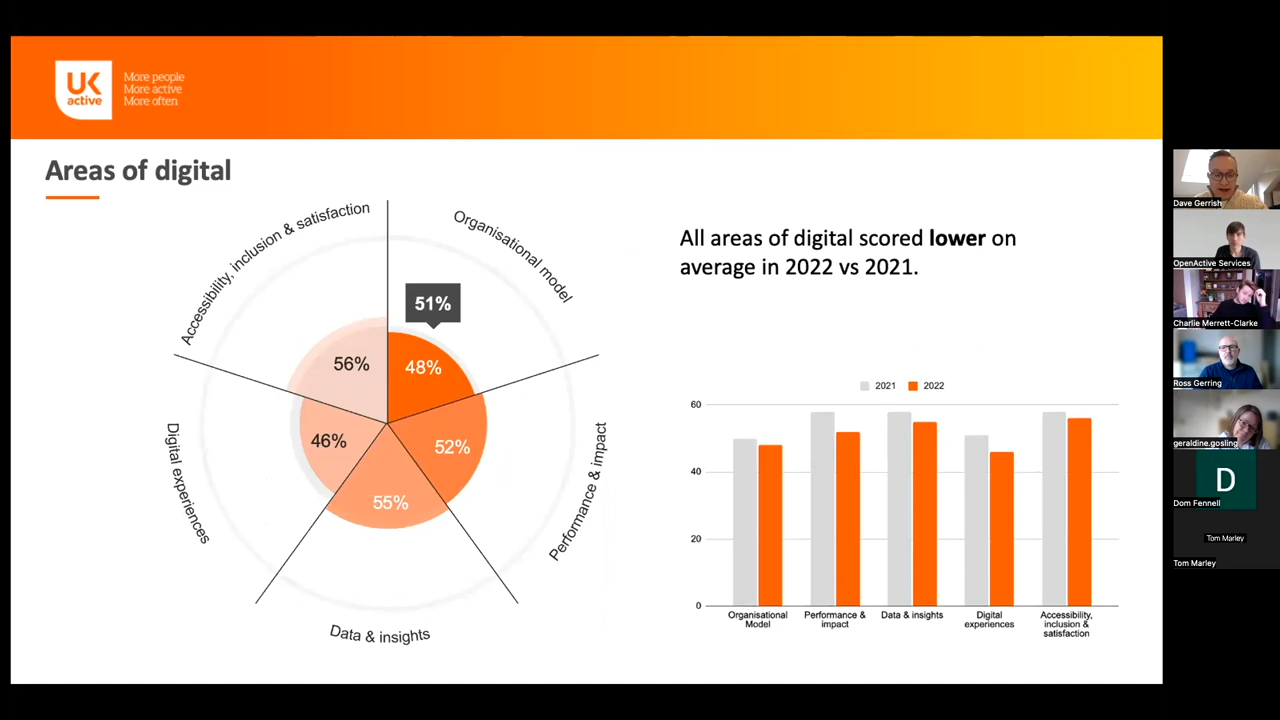 UK
active
More people
More active
More often
Areas of digital
Accessibility, inclusion & satisfaction
Organisational model
51%
56%
48%
46%
52%
55%
Digital experiences
Performance & impact
Data & insights
All areas of digital scored lower on
average in 2022 vs 2021.
2021
2022
60
40
20
0
Organisational
Model
Performance &
impact
Data & insights
Digital
experiences
Accessibility,
inclusion &
satisfaction
Dave Gerrish
OpenActive Services
Charlie Merrett-Clarke
Ross Gerring
geraldine.gosling
D
Dom Fennell
Tom Marley
Tom Marley